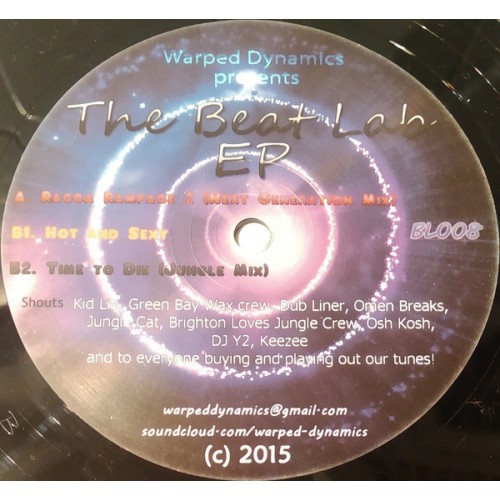 Warped Dynamics
presents
The Beat Lab
EP
A. Ragga Rampage 2 (Next Generation Mix)
B1. Hot and Sexy
BL008
B2. Time to Die (Jungle Mix)
Shouts Kid Lib, Green Bay Wax crew, Dub Liner, Omen Breaks,
Jungle Cat, Brighton Loves Jungle Crew, Osh Kosh,
DJ Y2, Keezee
and to everyone buying and playing out our tunes!
warpeddynamics@gmail.com
soundcloud.com/warped-dynamics
(c) 2015